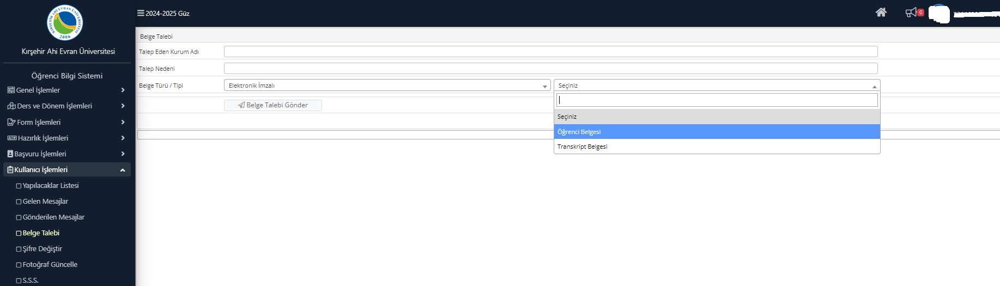 KIRŞEHİR AHİ EVRAN ÜNİVERSİTESİ
2006
Kırşehir Ahi Evran Üniversitesi
Öğrenci Bilgi Sistemi
Genel İşlemler
Ders ve Dönem İşlemleri
Form İşlemleri
Hazırlık İşlemleri
Başvuru İşlemleri
Kullanıcı İşlemleri
Yapılacaklar Listesi
Gelen Mesajlar
Gönderilen Mesajlar
Belge Talebi
Şifre Değiştir
Fotoğraf Güncelle
S.S.S.
2024-2025 Güz
0
Belge Talebi
Talep Eden Kurum Adı
Talep Nedeni
Belge Türü / Tipi
Elektronik İmzalı
Seçiniz
Seçiniz
Öğrenci Belgesi
Transkript Belgesi
Belge Talebi Gönder